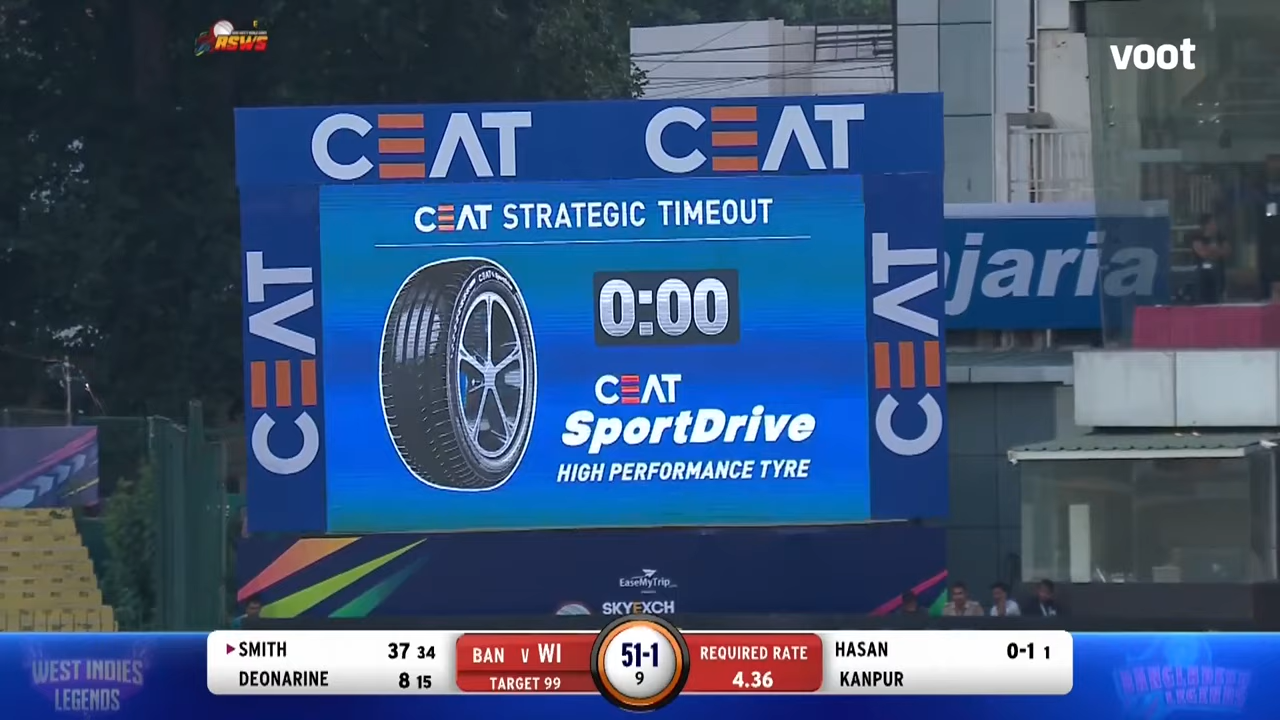 RSWS
voot
CEAT CEAT
CEAT
CEAT
CEAT STRATEGIC TIMEOUT
0:00
CEAT
SportDrive
HIGH PERFORMANCE TYRE
jaria
EaseMyTrip
SKYEXCH
WEST INDIES
LEGENDS
SMITH 37 34
DEONARINE 8 15
BAN V WI
TARGET 99
51-1
9
REQUIRED RATE
4.36
HASAN 0-1 1
KANPUR
BANGLADESH
LEGENDS